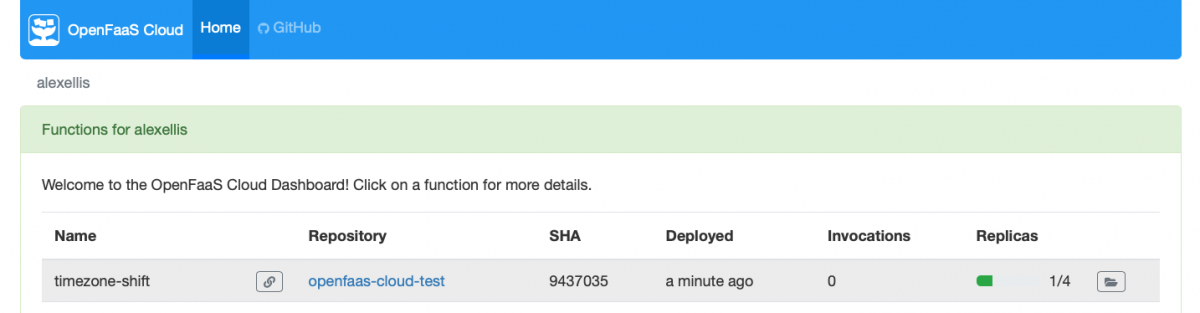 OpenFaaS Cloud Home GitHub
alexellis
Functions for alexellis
Welcome to the OpenFaaS Cloud Dashboard! Click on a function for more details.
Name Repository SHA Deployed Invocations Replicas
timezone-shift openfaas-cloud-test 9437035 a minute ago 0 1/4